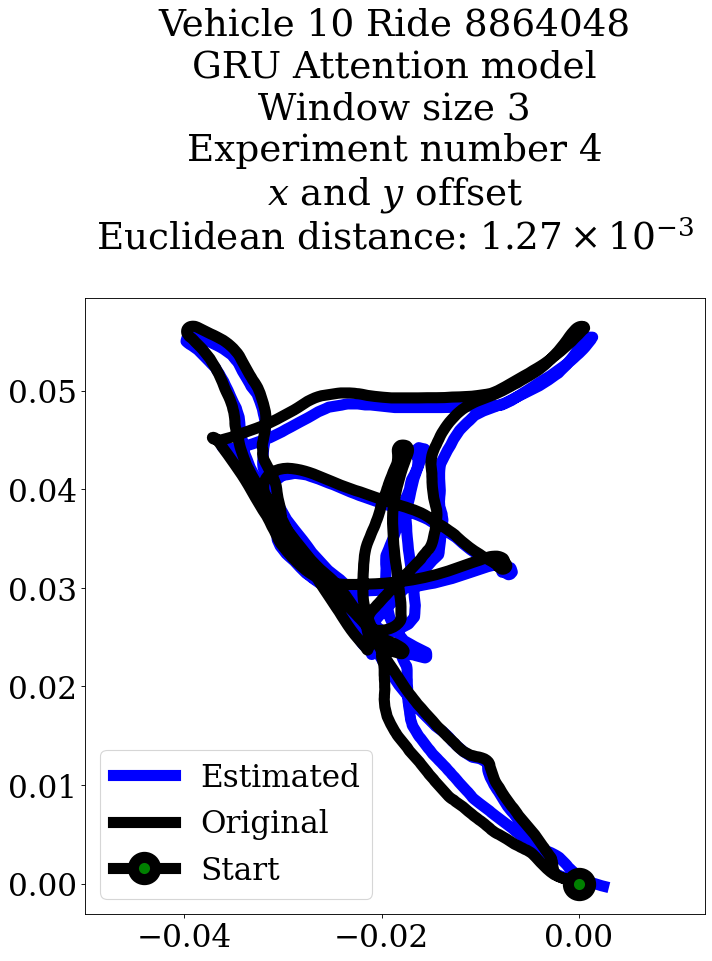 Vehicle 10 Ride 8864048
GRU Attention model
Window size 3
Experiment number 4
x and y offset
Euclidean distance: 1.27 × 10⁻³
0.05
0.04
0.03
0.02
0.01
0.00
Estimated
Original
Start
−0.04
−0.02
0.00